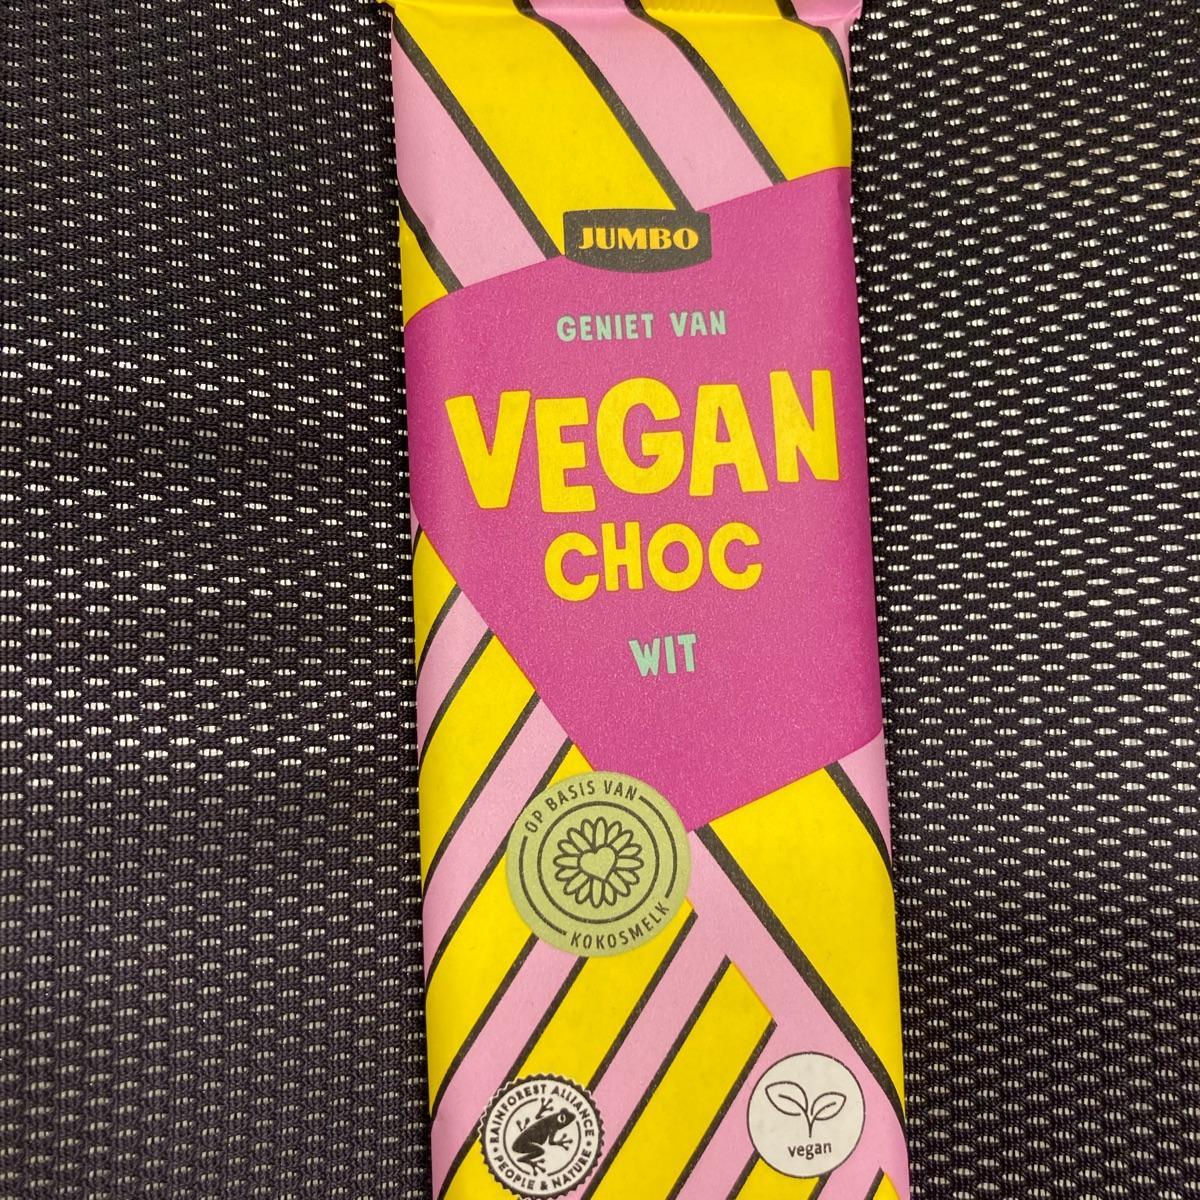 JUMBO
GENIET VAN
VEGAN
CHOC
WIT
OP BASIS VAN
KOKOSMELK
RAINFOREST ALLIANCE
PEOPLE & NATURE
vegan